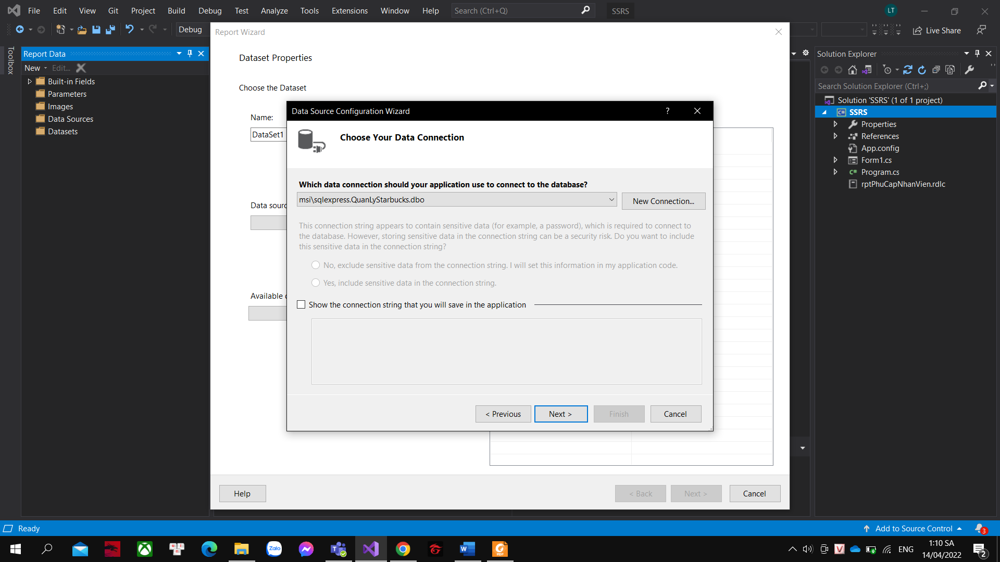 File Edit View Git Project Build Debug Test Analyze Tools Extensions Window Help Search (Ctrl+Q) SSRS LT
Debug Live Share
Toolbox
Report Data
New Edit...
Built-in Fields
Parameters
Images
Data Sources
Datasets
Report Wizard
Dataset Properties
Choose the Dataset
Name:
DataSet1
Data sourc
Available
Data Source Configuration Wizard ?
Choose Your Data Connection
Which data connection should your application use to connect to the database?
msi\sqlexpress.QuanLyStarbucks.dbo New Connection...
This connection string appears to contain sensitive data (for example, a password), which is required to connect to
the database. However, storing sensitive data in the connection string can be a security risk. Do you want to include
this sensitive data in the connection string?
No, exclude sensitive data from the connection string. I will set this information in my application code.
Yes, include sensitive data in the connection string.
Show the connection string that you will save in the application
< Previous Next > Finish Cancel
Help < Back Next > Cancel
Solution Explorer
Search Solution Explorer (Ctrl+;)
Solution 'SSRS' (1 of 1 project)
C# SSRS
Properties
References
App.config
Form1.cs
C# Program.cs
rptPhuCapNhanVien.rdlc
Ready Add to Source Control 3
Zalo W PDF V ENG 1:10 SA
14/04/2022 2